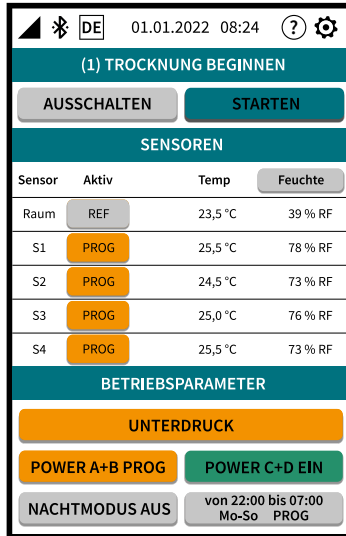 DE 01.01.2022 08:24 ?
(1) TROCKNUNG BEGINNEN
AUSSCHALTEN STARTEN
SENSOREN
Sensor Aktiv Temp Feuchte
Raum REF 23,5 °C 39 % RF
S1 PROG 25,5 °C 78 % RF
S2 PROG 24,5 °C 73 % RF
S3 PROG 25,0 °C 76 % RF
S4 PROG 25,5 °C 73 % RF
BETRIEBSPARAMETER
UNTERDRUCK
POWER A+B PROG POWER C+D EIN
NACHTMODUS AUS von 22:00 bis 07:00
Mo-So PROG